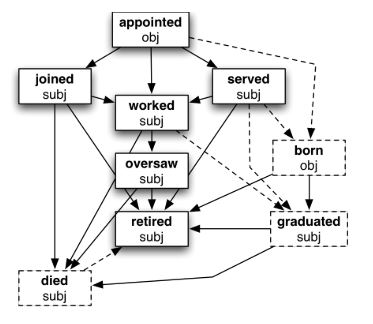 appointed
obj
joined
subj
served
subj
worked
subj
oversaw
subj
born
obj
retired
subj
graduated
subj
died
subj